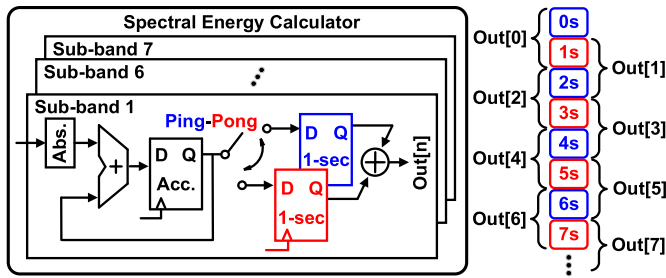 Spectral Energy Calculator
Sub-band 7
Sub-band 6
Sub-band 1
Abs.
+
D Q
Acc.
Ping-Pong
D Q
1-sec
D Q
1-sec
Out[n]
0s
1s
2s
3s
4s
5s
6s
7s
Out[0]
Out[2]
Out[4]
Out[6]
Out[1]
Out[3]
Out[5]
Out[7]